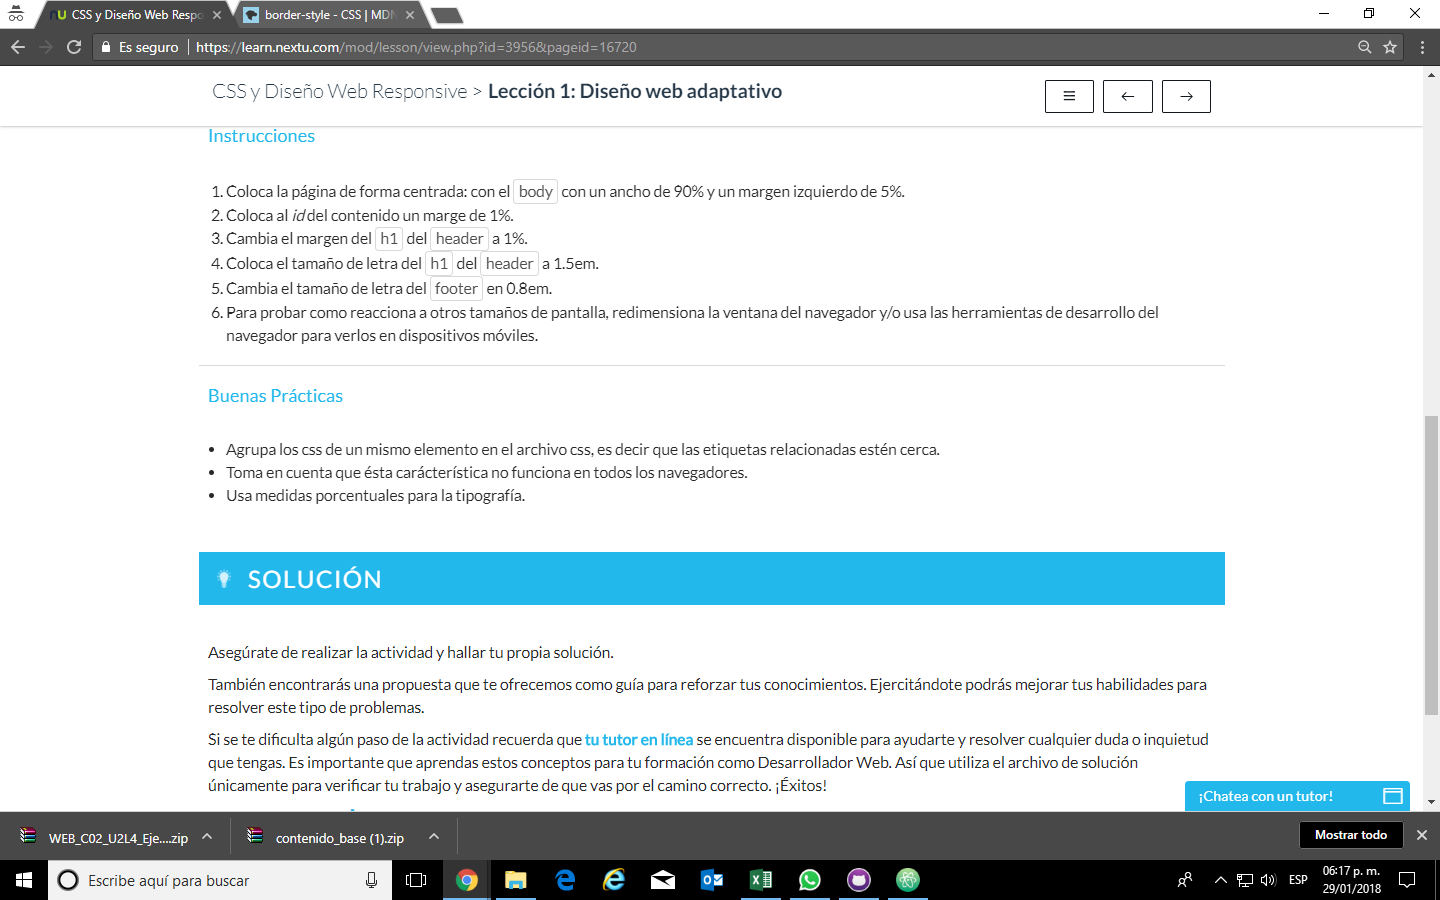 CSS y Diseño Web Respo
border-style - CSS | MDN
Es seguro
https://learn.nextu.com/mod/lesson/view.php?id=3956&pageid=16720
CSS y Diseño Web Responsive > Lección 1: Diseño web adaptativo
Instrucciones
1. Coloca la página de forma centrada: con el body con un ancho de 90% y un margen izquierdo de 5%.
2. Coloca al id del contenido un marge de 1%.
3. Cambia el margen del h1 del header a 1%.
4. Coloca el tamaño de letra del h1 del header a 1.5em.
5. Cambia el tamaño de letra del footer en 0.8em.
6. Para probar como reacciona a otros tamaños de pantalla, redimensiona la ventana del navegador y/o usa las herramientas de desarrollo del
navegador para verlos en dispositivos móviles.
Buenas Prácticas
• Agrupa los css de un mismo elemento en el archivo css, es decir que las etiquetas relacionadas estén cerca.
• Toma en cuenta que ésta carácterística no funciona en todos los navegadores.
• Usa medidas porcentuales para la tipografía.
SOLUCIÓN
Asegúrate de realizar la actividad y hallar tu propia solución.
También encontrarás una propuesta que te ofrecemos como guía para reforzar tus conocimientos. Ejercitándote podrás mejorar tus habilidades para
resolver este tipo de problemas.
Si se te dificulta algún paso de la actividad recuerda que tu tutor en línea se encuentra disponible para ayudarte y resolver cualquier duda o inquietud
que tengas. Es importante que aprendas estos conceptos para tu formación como Desarrollador Web. Así que utiliza el archivo de solución
únicamente para verificar tu trabajo y asegurarte de que vas por el camino correcto. ¡Éxitos!
¡Chatea con un tutor!
WEB_C02_U2L4_Eje....zip
contenido_base (1).zip
Mostrar todo
Escribe aquí para buscar
ESP
06:17 p. m.
29/01/2018